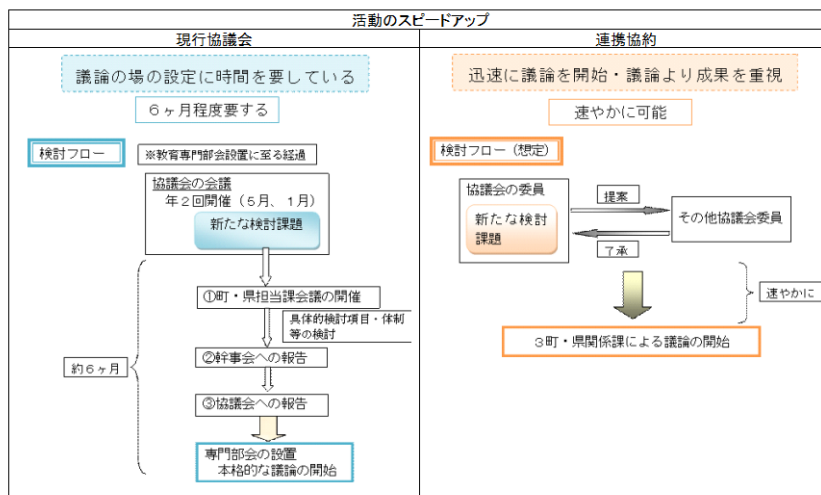 活動のスピードアップ
現行協議会
連携協約
議論の場の設定に時間を要している
6ヶ月程度要する
検討フロー
※教育専門部会設置に至る経過
協議会の会議
年2回開催(5月、1月)
新たな検討課題
①町・県担当課会議の開催
具体的検討項目・体制
等の検討
②幹事会への報告
約6ヶ月
③協議会への報告
専門部会の設置
本格的な議論の開始
迅速に議論を開始・議論より成果を重視
速やかに可能
検討フロー(想定)
協議会の委員
新たな検討
課題
提案
その他協議会委員
了承
速やかに
3町・県関係課による議論の開始